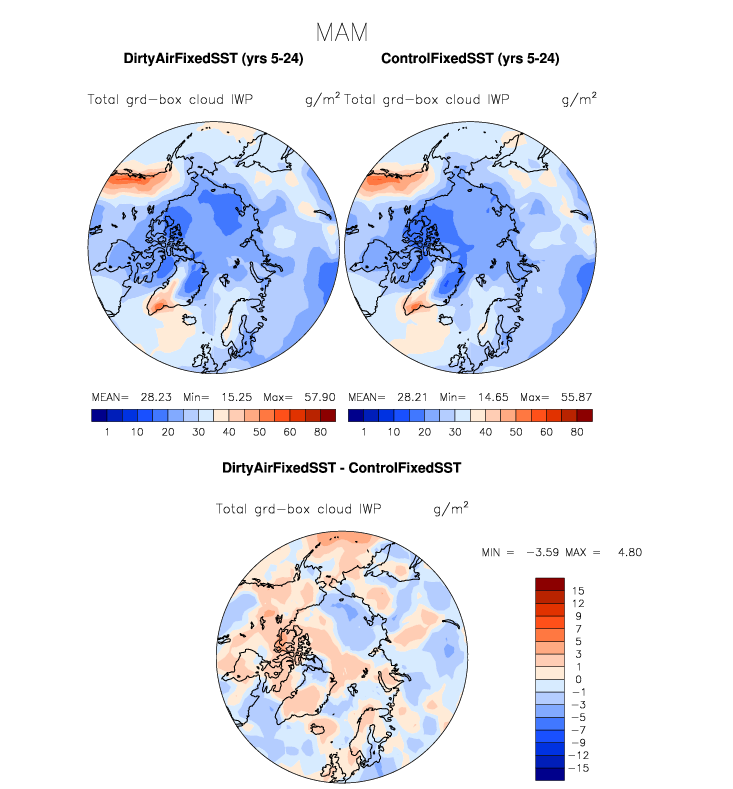 MAM
DirtyAirFixedSST (yrs 5-24) ControlFixedSST (yrs 5-24)
Total grd-box cloud IWP g/m² Total grd-box cloud IWP g/m²
MEAN= 28.23 Min= 15.25 Max= 57.90 MEAN= 28.21 Min= 14.65 Max= 55.87
1 10 20 30 40 50 60 80 1 10 20 30 40 50 60 80
DirtyAirFixedSST - ControlFixedSST
Total grd-box cloud IWP g/m²
MIN = -3.59 MAX = 4.80
15
12
9
7
5
3
1
0
-1
-3
-5
-7
-9
-12
-15